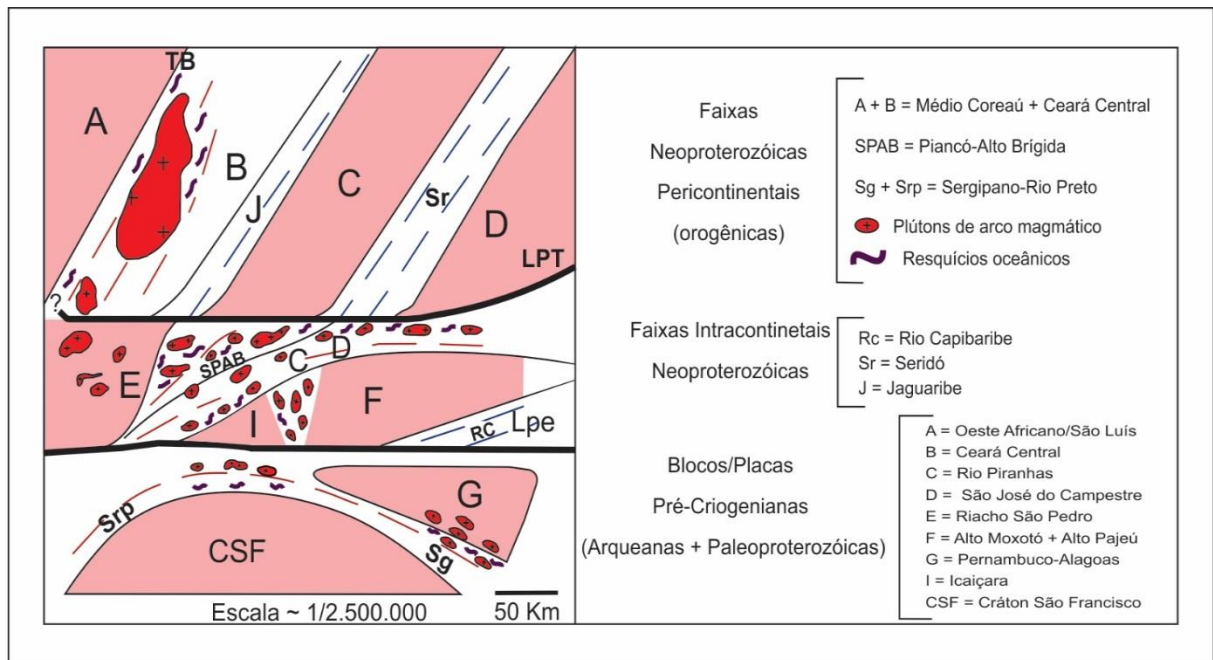 TB
A
B
J
C
Sr
D
LPT
?
E
SPAB
C
D
I
F
RC
Lpe
Srp
G
CSF
Sg
Escala ~ 1/2.500.000
50 Km
Faixas
Neoproterozóicas
Pericontinentais
(orogênicas)
A + B = Médio Coreaú + Ceará Central
SPAB = Piancó-Alto Brígida
Sg + Srp = Sergipano-Rio Preto
Plútons de arco magmático
Resquícios oceânicos
Faixas Intracontinetais
Neoproterozóicas
Rc = Rio Capibaribe
Sr = Seridó
J = Jaguaribe
Blocos/Placas
Pré-Criogenianas
(Arqueanas + Paleoproterozóicas)
A = Oeste Africano/São Luís
B = Ceará Central
C = Rio Piranhas
D = São José do Campestre
E = Riacho São Pedro
F = Alto Moxotó + Alto Pajeú
G = Pernambuco-Alagoas
I = Icaiçara
CSF = Cráton São Francisco